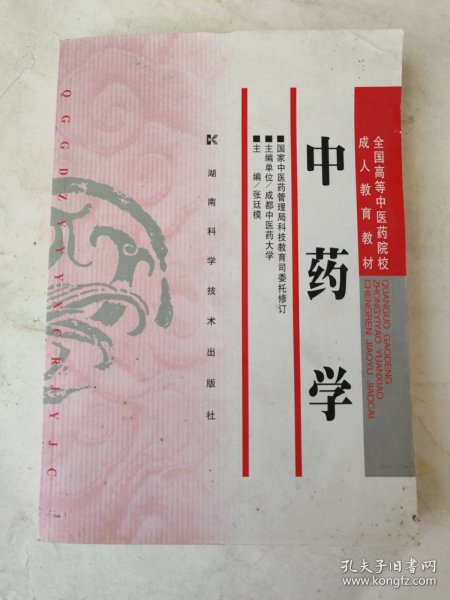 全国高等中医药院校
成人教育教材
QUANGUO GAODENG
ZHONGYIYAO YUANXIAO
CHENGREN JIAOYU JIAOCAI
中药学
■国家中医药管理局科技教育司委托修订
■主编单位/成都中医药大学
■主 编/张廷模
湖南科学技术出版社
QGGDZYYYXCRJYJC
孔夫子旧书网
www.kongfz.com